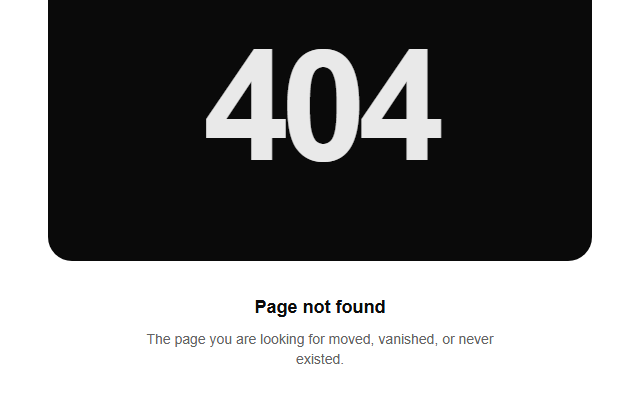 404
Page not found
The page you are looking for moved, vanished, or never
existed.